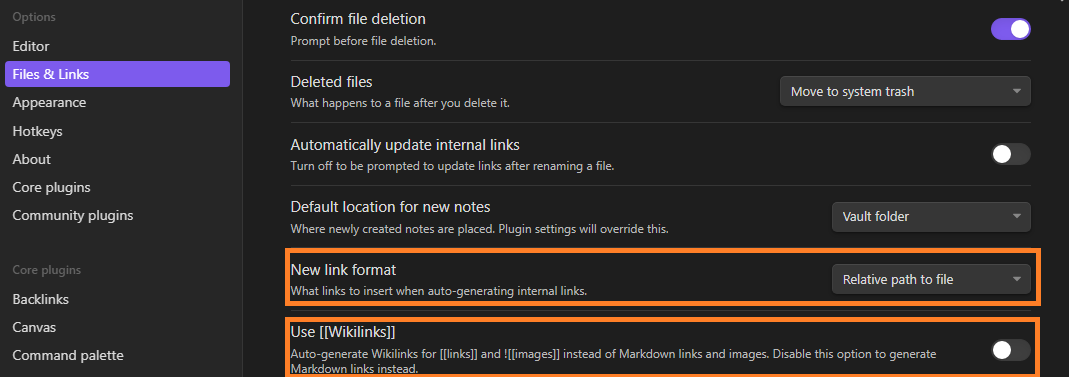 Options
Editor
Files & Links
Appearance
Hotkeys
About
Core plugins
Community plugins
Core plugins
Backlinks
Canvas
Command palette
Confirm file deletion
Prompt before file deletion.
Deleted files
What happens to a file after you delete it.
Move to system trash
Automatically update internal links
Turn off to be prompted to update links after renaming a file.
Default location for new notes
Where newly created notes are placed. Plugin settings will override this.
Vault folder
New link format
What links to insert when auto-generating internal links.
Relative path to file
Use [[Wikilinks]]
Auto-generate Wikilinks for [[links]] and ![[images]] instead of Markdown links and images. Disable this option to generate
Markdown links instead.